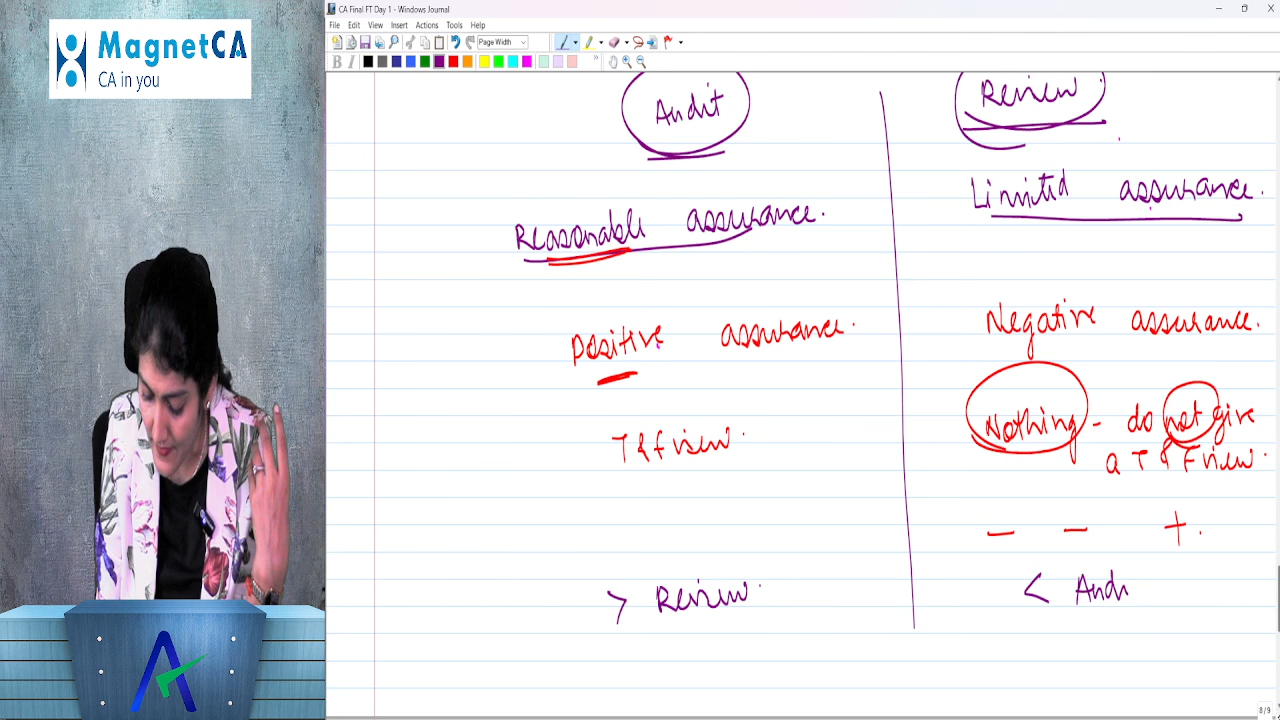 MagnetCA
CA in you
CA Final FT Day 1 - Windows Journal
File Edit View Insert Actions Tools Help
Page Width
B I
Audit
Reasonable assurance.
Positive assurance.
T & F view.
> Review.
Review.
Limited assurance.
Negative assurance.
Nothing - do not give
a T & F view.
— — +.
< Audi
8/9